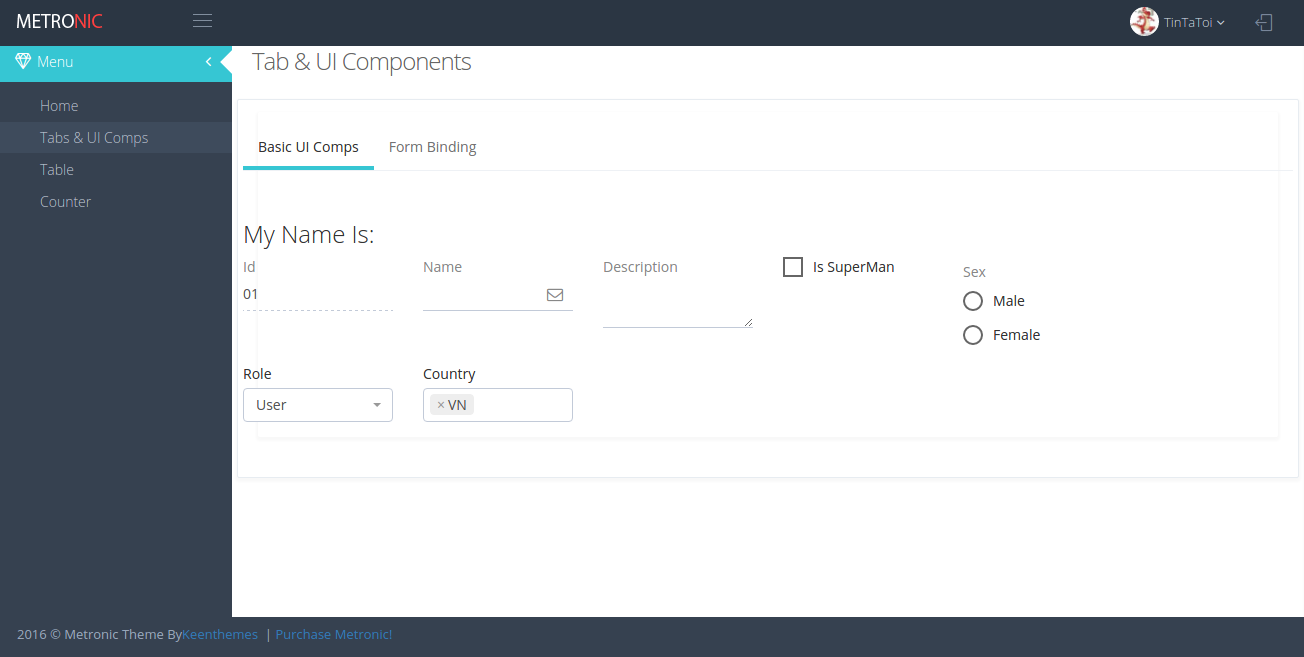 METRONIC
TinTaToi
Menu
Home
Tabs & UI Comps
Table
Counter
Tab & UI Components
Basic UI Comps
Form Binding
My Name Is:
Id
Name
Description
Is SuperMan
Sex
01
Male
Female
Role
Country
User
× VN
2016 © Metronic Theme ByKeenthemes | Purchase Metronic!